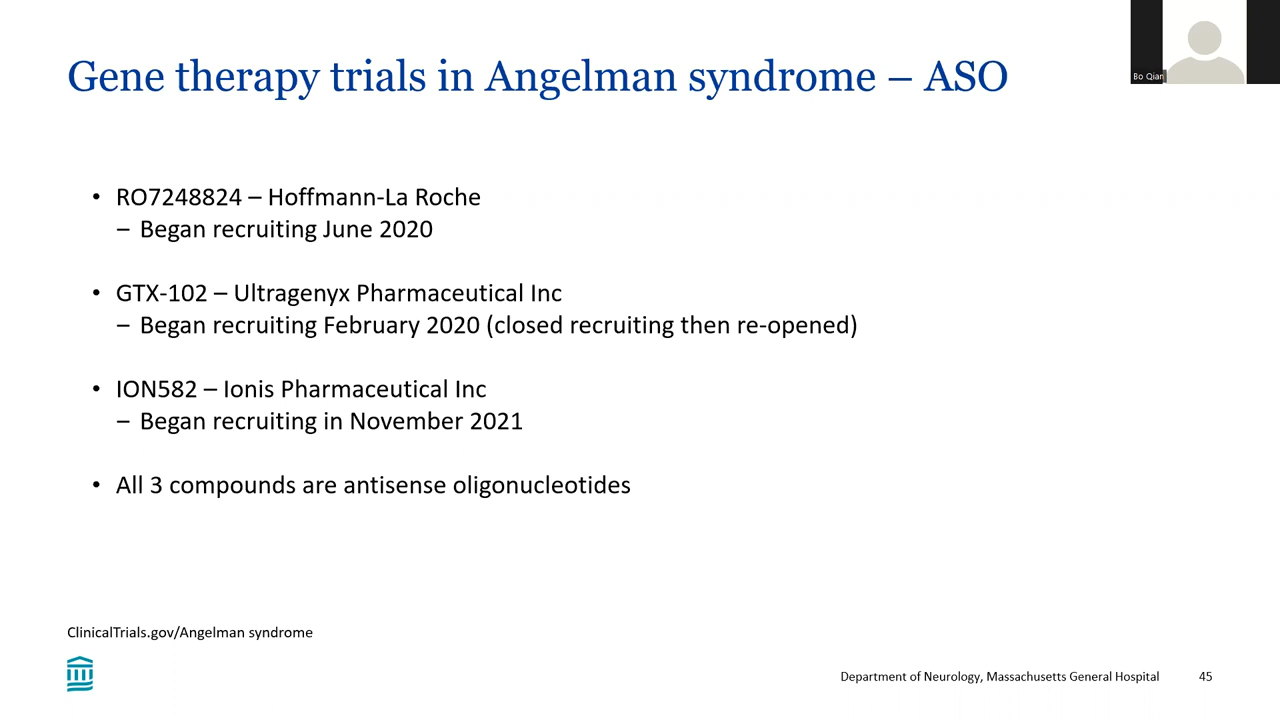 Gene therapy trials in Angelman syndrome – ASO
Bo Qian
• RO7248824 – Hoffmann-La Roche
– Began recruiting June 2020
• GTX-102 – Ultragenyx Pharmaceutical Inc
– Began recruiting February 2020 (closed recruiting then re-opened)
• ION582 – Ionis Pharmaceutical Inc
– Began recruiting in November 2021
• All 3 compounds are antisense oligonucleotides
ClinicalTrials.gov/Angelman syndrome
Department of Neurology, Massachusetts General Hospital 45